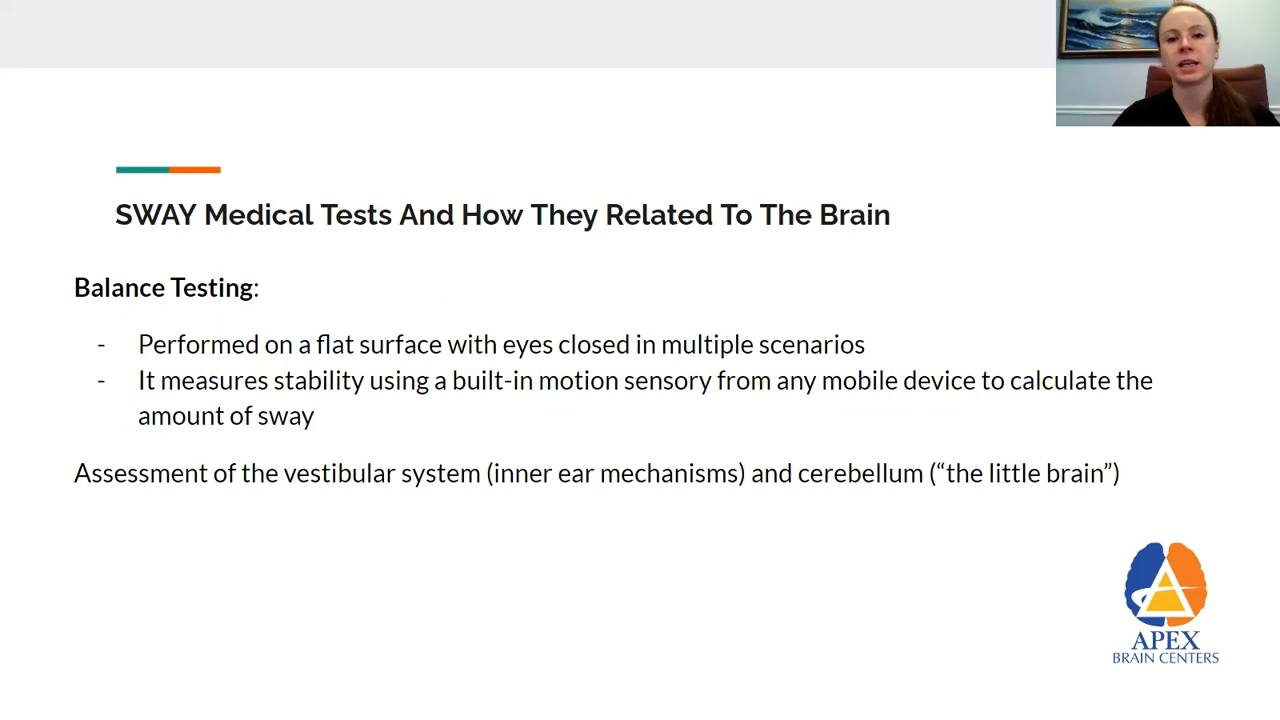 SWAY Medical Tests And How They Related To The Brain
Balance Testing:
- Performed on a flat surface with eyes closed in multiple scenarios
- It measures stability using a built-in motion sensory from any mobile device to calculate the
amount of sway
Assessment of the vestibular system (inner ear mechanisms) and cerebellum (“the little brain”)
APEX
BRAIN CENTERS